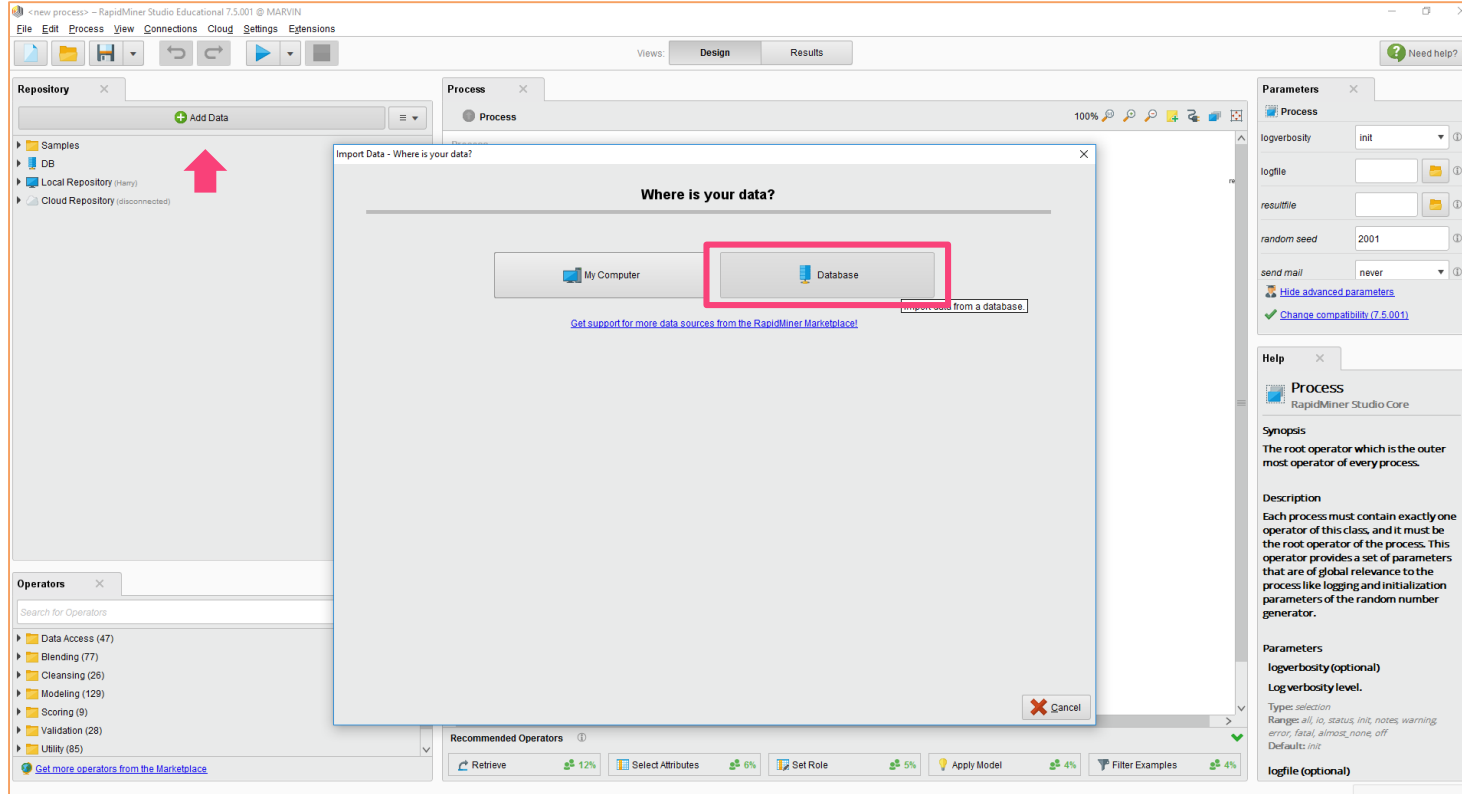 <new process> – RapidMiner Studio Educational 7.5.001 @ MARVIN
File Edit Process View Connections Cloud Settings Extensions
Views: Design Results
Need help?
Repository
Add Data
Samples
DB
Local Repository (Harry)
Cloud Repository (disconnected)
Operators
Search for Operators
Data Access (47)
Blending (77)
Cleansing (26)
Modeling (129)
Scoring (9)
Validation (28)
Utility (85)
Get more operators from the Marketplace
Process
Process
100%
Import Data - Where is your data?
Where is your data?
My Computer
Database
Import data from a database.
Get support for more data sources from the RapidMiner Marketplace!
Cancel
Recommended Operators
Retrieve 12%
Select Attributes 6%
Set Role 5%
Apply Model 4%
Filter Examples 4%
Parameters
Process
logverbosity init
logfile
resultfile
random seed 2001
send mail never
Hide advanced parameters
Change compatibility (7.5.001)
Help
Process
RapidMiner Studio Core
Synopsis
The root operator which is the outer
most operator of every process.
Description
Each process must contain exactly one
operator of this class, and it must be
the root operator of the process. This
operator provides a set of parameters
that are of global relevance to the
process like logging and initialization
parameters of the random number
generator.
Parameters
logverbosity (optional)
Log verbosity level.
Type: selection
Range: all, io, status, init, notes, warning,
error, fatal, almost_none, off
Default: init
logfile (optional)